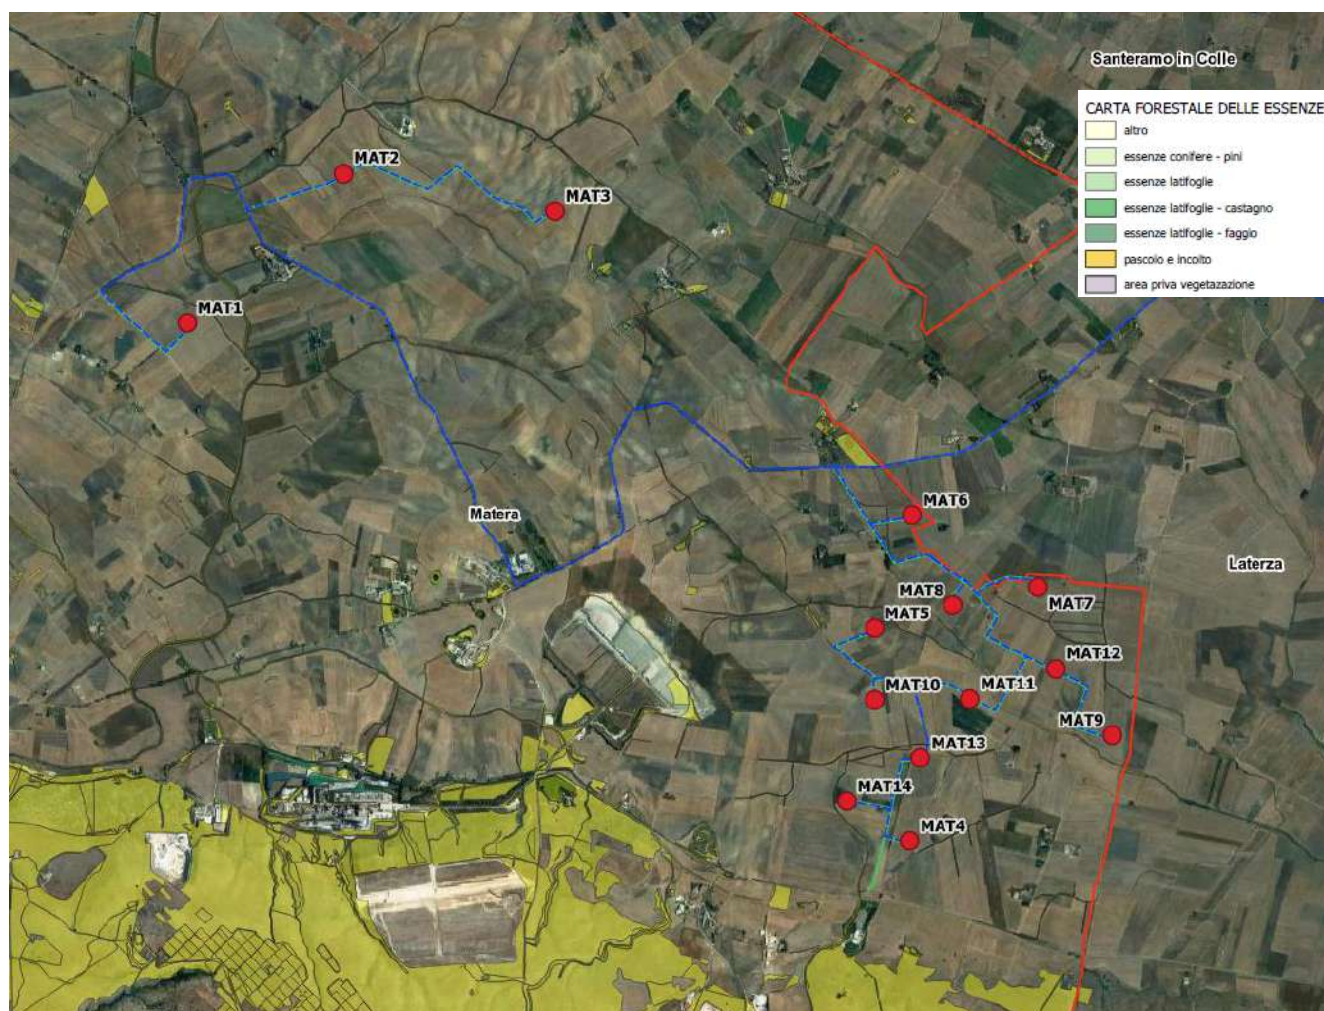 Santeramo in Colle
CARTA FORESTALE DELLE ESSENZE
altro
essenze conifere - pini
essenze latifoglie
essenze latifoglie - castagno
essenze latifoglie - faggio
pascolo e incolto
area priva vegetazazione
MAT2
MAT3
MAT1
MAT6
Matera
Laterza
MAT8
MAT7
MAT5
MAT12
MAT10
MAT11
MAT9
MAT13
MAT14
MAT4